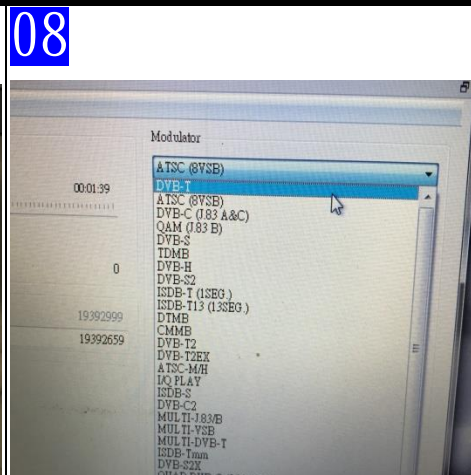 08
Modulator
ATSC (8VSB)
00:01:39
DVB-T
ATSC (8VSB)
DVB-C (J.83 A&C)
QAM (J.83 B)
DVB-S
TDMB
0
DVB-H
DVB-S2
ISDB-T (1SEG.)
ISDB-T13 (13SEG.)
19392999
DTMB
CMMB
19392659
DVB-T2
DVB-T2EX
ATSC-M/H
I/Q PLAY
ISDB-S
DVB-C2
MULTI-J.83/B
MULTI-VSB
MULTI-DVB-T
ISDB-Tmm
DVB-S2X